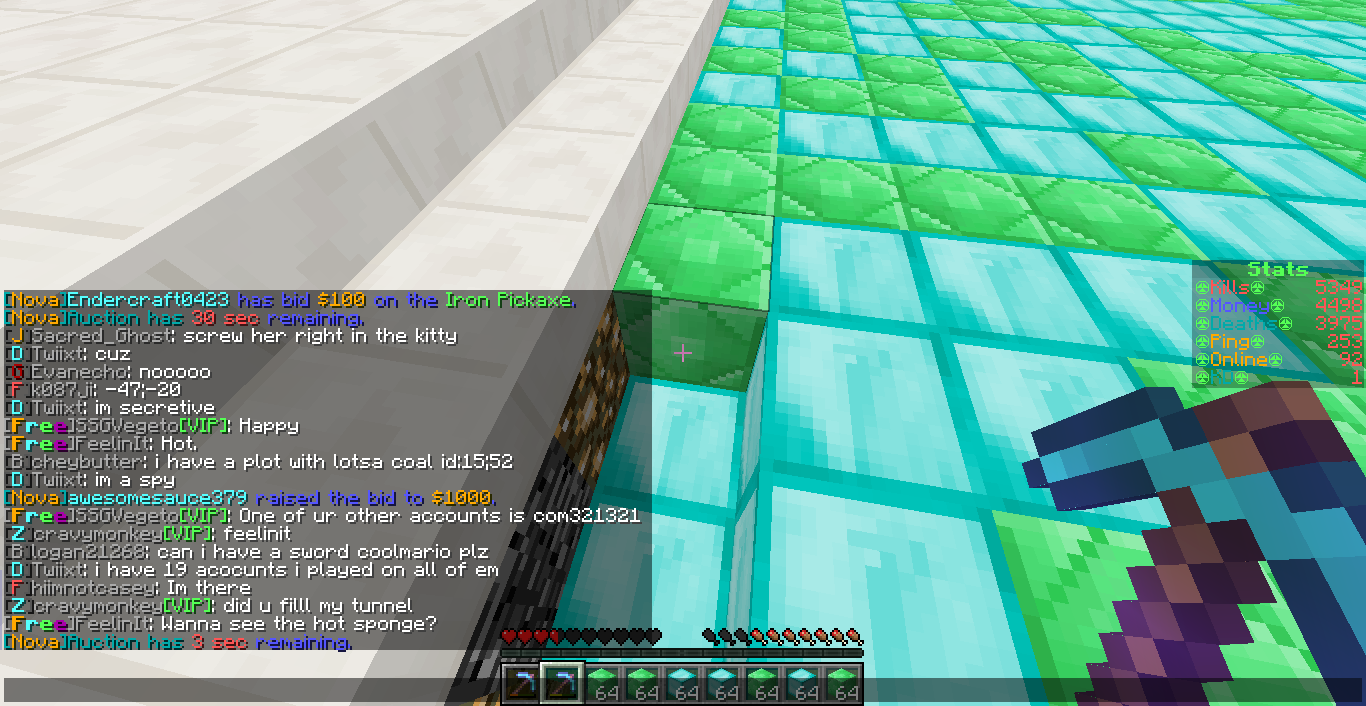 [Nova]Endercraft0423 has bid $100 on the Iron Pickaxe.
[Nova]Auction has 30 sec remaining.
[J]Sacred_Ghost: screw her right in the kitty
[D]Twiixt: cuz
[G]Evanecho: nooooo
[F]k087Ji: -47;-20
[D]Twiixt: im secretive
[Free]SSGVegeto[VIP]: Happy
[Free]FeelinIt: Hot.
[B]cheybutter: i have a plot with lotsa coal id:15;52
[D]Twiixt: im a spy
[Nova]awesomesauce379 raised the bid to $1000.
[Free]SSGVegeto[VIP]: One of ur other accounts is com321321
[Z]cravymonkey[VIP]: feelinit
[B]logan21268: can i have a sword coolmario plz
[D]Twiixt: i have 19 acocunts i played on all of em
[F]hiimnotcasey: Im there
[Z]cravymonkey[VIP]: did u filll my tunnel
[Free]FeelinIt: Wanna see the hot sponge?
[Nova]Auction has 3 sec remaining.
Stats
Kills 5349
Money 4498
Deaths 3975
Ping 253
Online 92
1
64 64 64 64 64 64 64